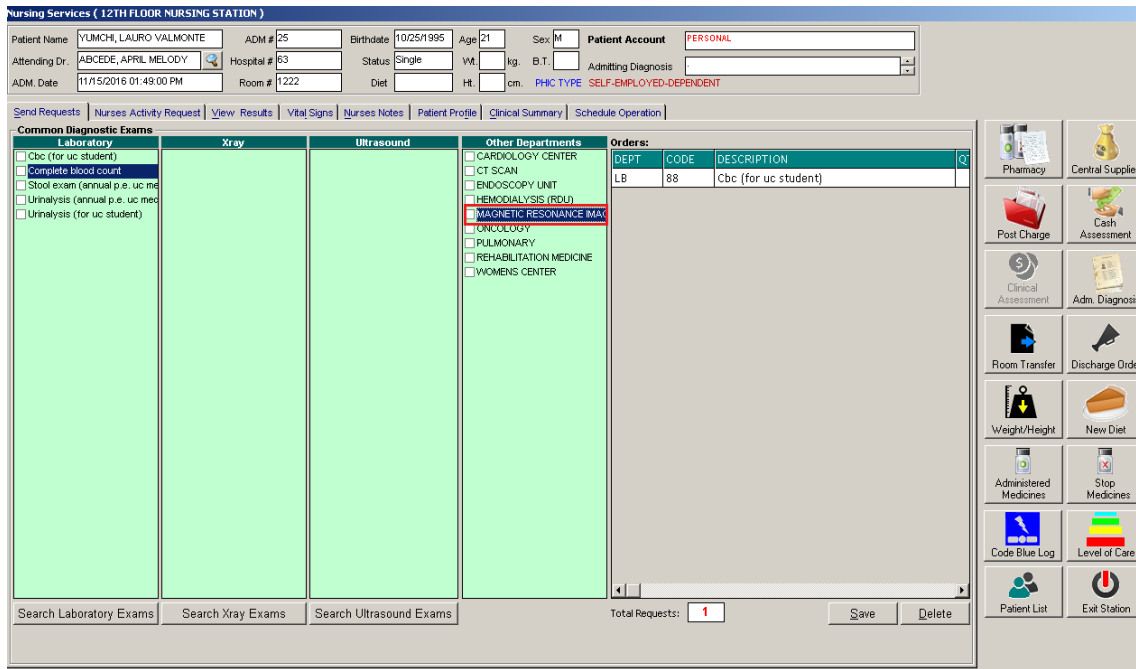 Nursing Services ( 12TH FLOOR NURSING STATION )
Patient Name YUMCHI, LAURO VALMONTE ADM # 25 Birthdate 10/25/1995 Age 21 Sex M Patient Account PERSONAL
Attending Dr. ABCEDE, APRIL MELODY Hospital # 63 Status Single Wt. kg. B.T. Admitting Diagnosis .
ADM. Date 11/15/2016 01:49:00 PM Room # 1222 Diet Ht. cm. PHIC TYPE SELF-EMPLOYED-DEPENDENT
Send Requests Nurses Activity Request View Results Vital Signs Nurses Notes Patient Profile Clinical Summary Schedule Operation
Common Diagnostic Exams
Laboratory
Cbc (for uc student)
Complete blood count
Stool exam (annual p.e. uc me
Urinalysis (annual p.e. uc med
Urinalysis (for uc student)
Xray
Ultrasound
Other Departments
CARDIOLOGY CENTER
CT SCAN
ENDOSCOPY UNIT
HEMODIALYSIS (RDU)
MAGNETIC RESONANCE IMAG
ONCOLOGY
PULMONARY
REHABILITATION MEDICINE
WOMENS CENTER
Orders:
DEPT CODE DESCRIPTION QT
LB 88 Cbc (for uc student)
Search Laboratory Exams Search Xray Exams Search Ultrasound Exams
Total Requests: 1 Save Delete
Pharmacy Central Supplie
Post Charge Cash Assessment
Clinical Assessment Adm. Diagnosi
Room Transfer Discharge Orde
Weight/Height New Diet
Administered Medicines Stop Medicines
Code Blue Log Level of Care
Patient List Exit Station